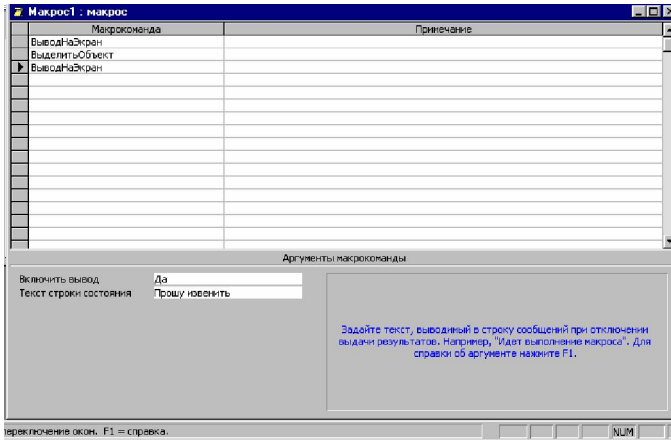 Макрос1 : макрос
Макрокоманда Примечание
ВыводНаЭкран
ВыделитьОбъект
ВыводНаЭкран
Аргументы макрокоманды
Включить вывод Да
Текст строки состояния Прошу извенить
Задайте текст, выводимый в строку сообщений при отключении
выдачи результатов. Например, "Идет выполнение макроса". Для
справки об аргументе нажмите F1.
переключение окон. F1 = справка. NUM